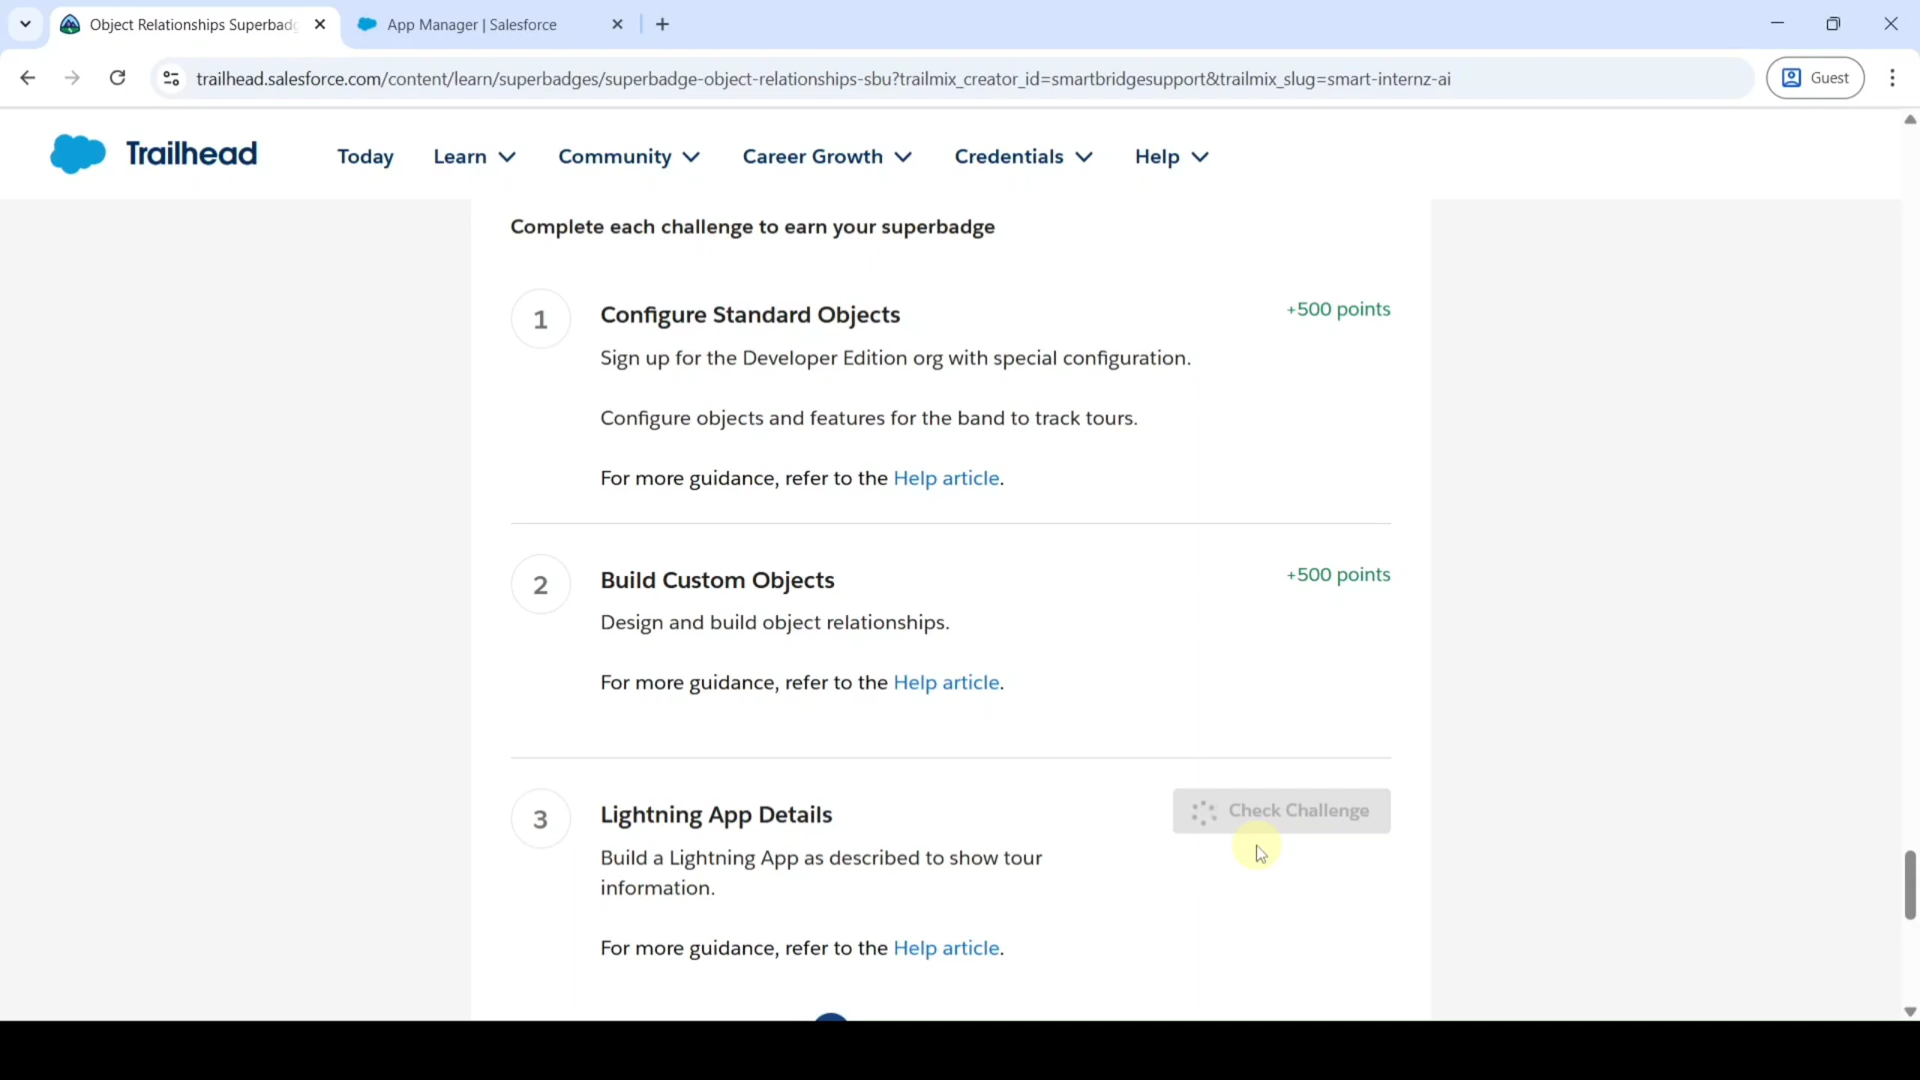 Object Relationships Superbadg
App Manager | Salesforce
trailhead.salesforce.com/content/learn/superbadges/superbadge-object-relationships-sbu?trailmix_creator_id=smartbridgesupport&trailmix_slug=smart-internz-ai
Guest
Trailhead
Today
Learn
Community
Career Growth
Credentials
Help
Complete each challenge to earn your superbadge
1
Configure Standard Objects
+500 points
Sign up for the Developer Edition org with special configuration.
Configure objects and features for the band to track tours.
For more guidance, refer to the Help article.
2
Build Custom Objects
+500 points
Design and build object relationships.
For more guidance, refer to the Help article.
3
Lightning App Details
Check Challenge
Build a Lightning App as described to show tour
information.
For more guidance, refer to the Help article.